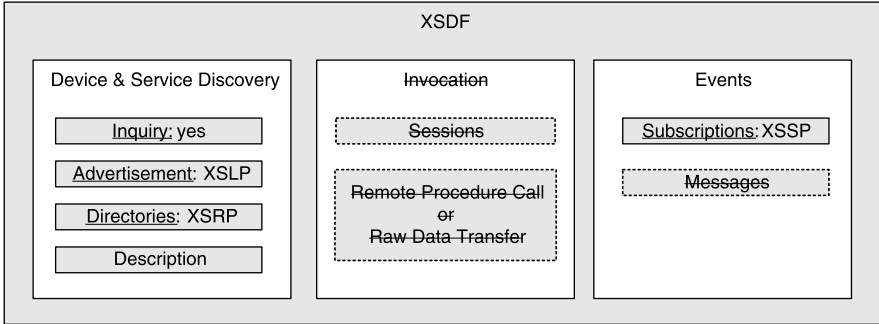 XSDF
Device & Service Discovery
Inquiry: yes
Advertisement: XSLP
Directories: XSRP
Description
Invocation
Sessions
Remote Procedure Call
or
Raw Data Transfer
Events
Subscriptions: XSSP
Messages